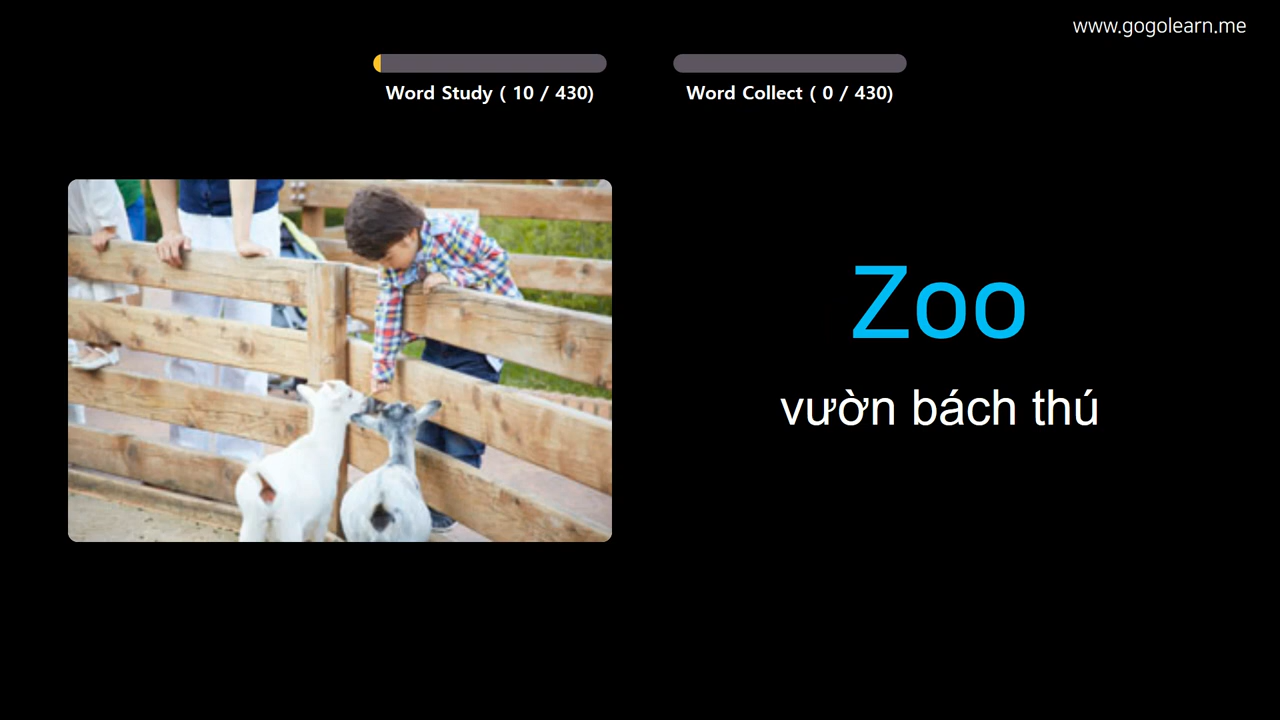 www.gogolearn.me
Word Study ( 10 / 430)
Word Collect ( 0 / 430)
Zoo
vườn bách thú